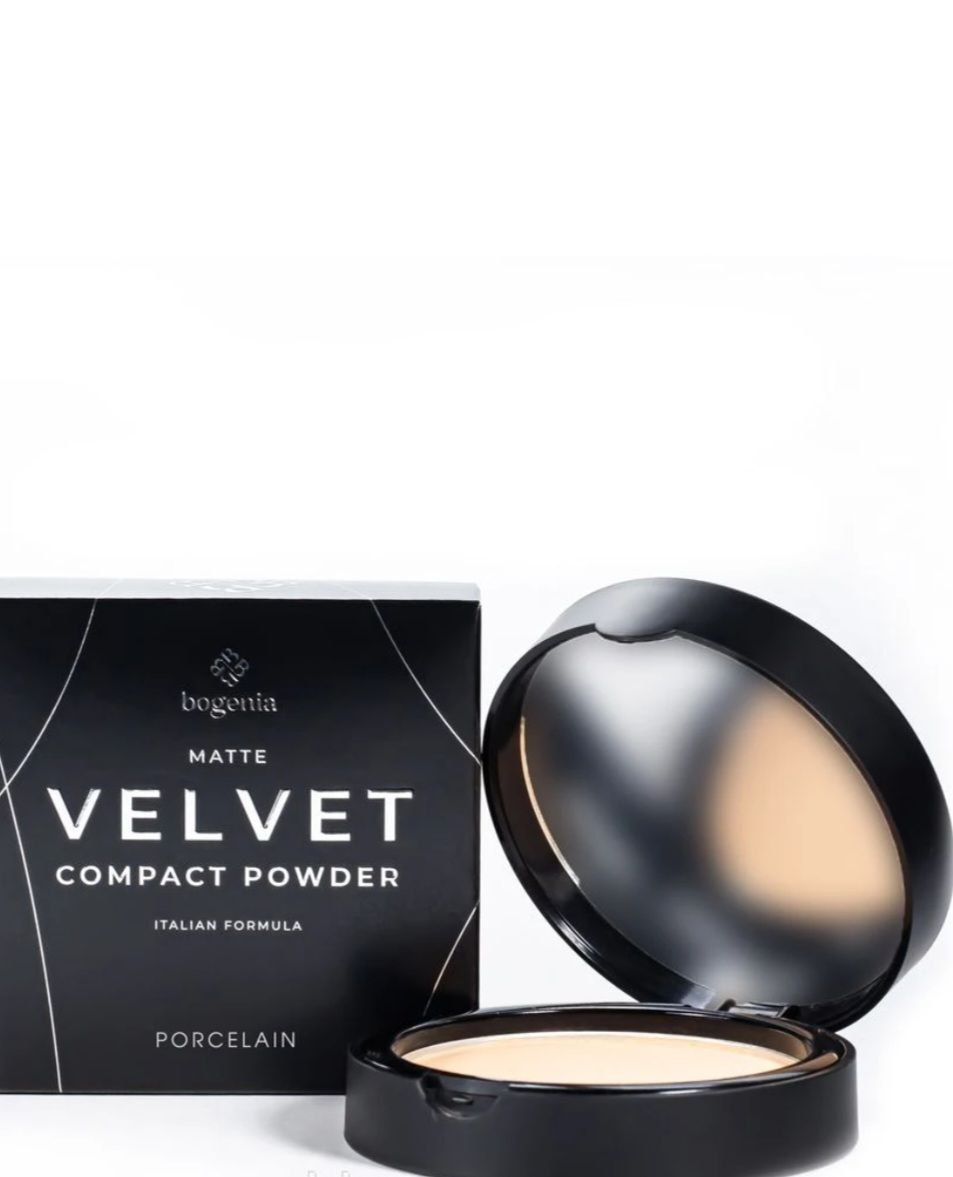 bogenia
MATTE
VELVET
COMPACT POWDER
ITALIAN FORMULA
PORCELAIN